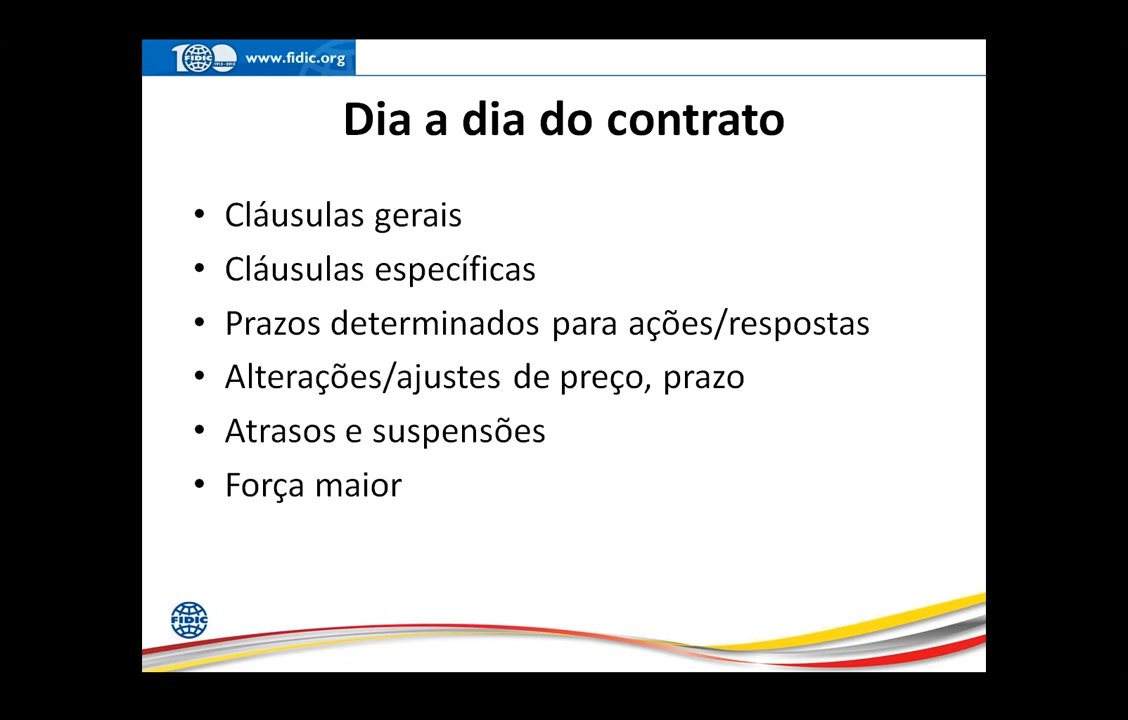 FIDIC
www.fidic.org
Dia a dia do contrato
• Cláusulas gerais
• Cláusulas específicas
• Prazos determinados para ações/respostas
• Alterações/ajustes de preço, prazo
• Atrasos e suspensões
• Força maior
FIDIC